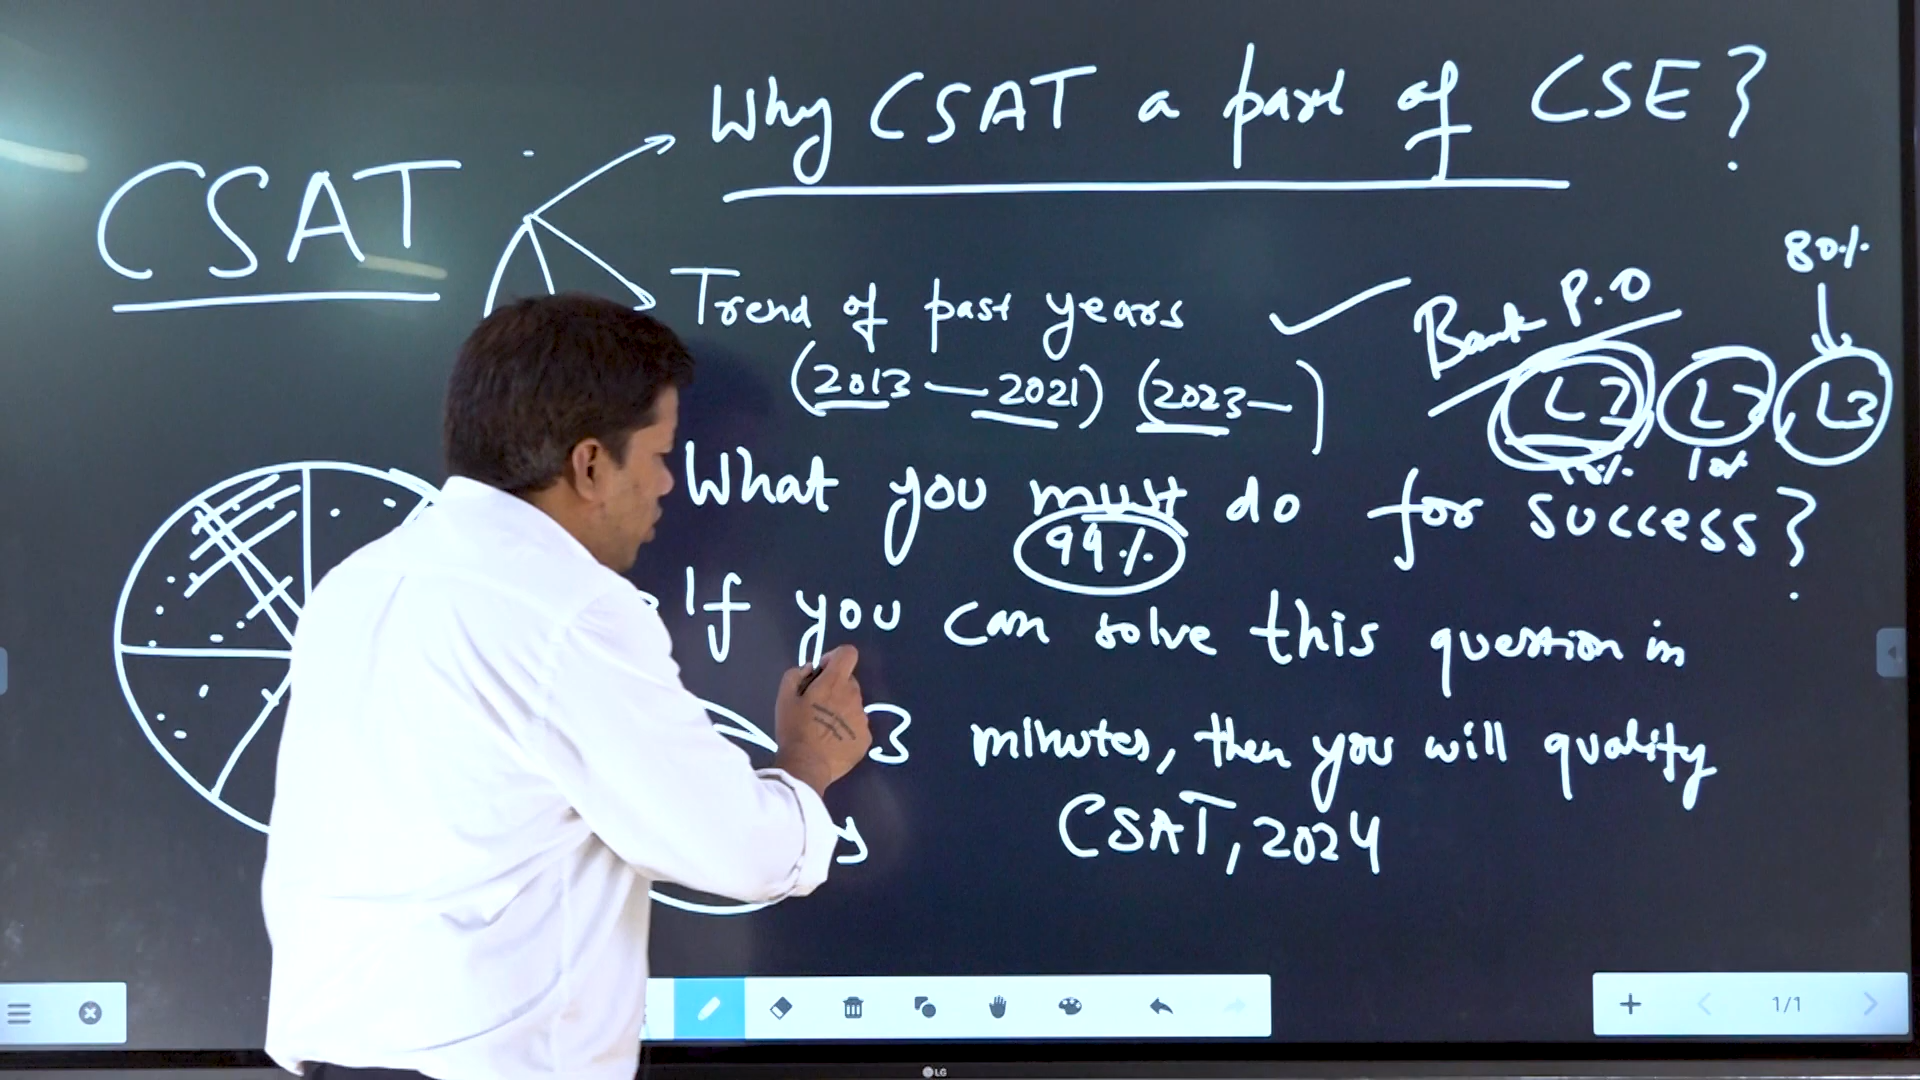 Why CSAT a part of CSE?
CSAT
80%
Trend of past years
Bank P.O
(2013 — 2021) (2023 — )
L2 L3
10%
What you must do for success?
99%
If you can solve this question in
3 minutes, then you will qualify
CSAT, 2024
1/1
LG